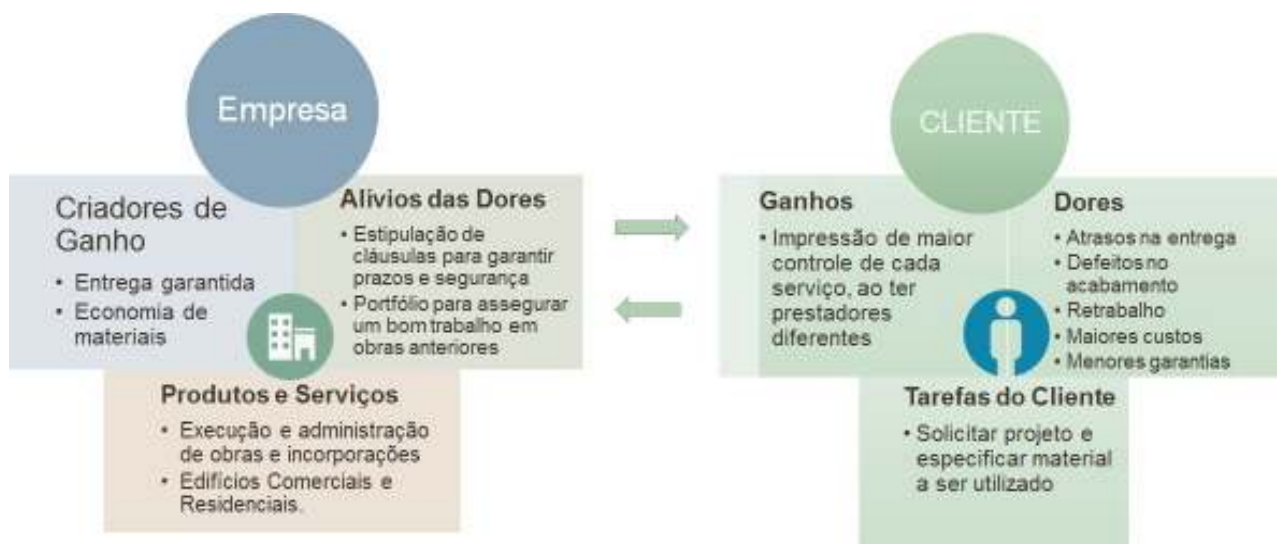 Empresa
Criadores de
Ganho
• Entrega garantida
• Economia de
materiais
Alívios das Dores
• Estipulação de
cláusulas para garantir
prazos e segurança
• Portfólio para assegurar
um bom trabalho em
obras anteriores
Produtos e Serviços
• Execução e administração
de obras e incorporações
• Edifícios Comerciais e
Residenciais.
CLIENTE
Ganhos
• Impressão de maior
controle de cada
serviço, ao ter
prestadores
diferentes
Dores
• Atrasos na entrega
• Defeitos no
acabamento
• Retrabalho
• Maiores custos
• Menores garantias
Tarefas do Cliente
• Solicitar projeto e
especificar material
a ser utilizado